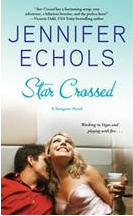 JENNIFER
ECHOLS
Star Crossed
A Stargazer Novel
Working in Vegas and
playing with fire...